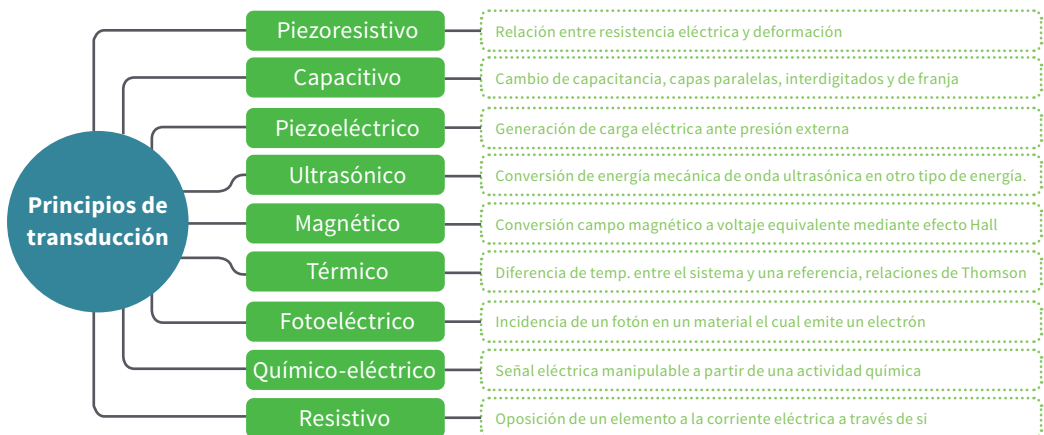 Principios de
transducción
Piezoresistivo
Relación entre resistencia eléctrica y deformación
Capacitivo
Cambio de capacitancia, capas paralelas, interdigitados y de franja
Piezoeléctrico
Generación de carga eléctrica ante presión externa
Ultrasónico
Conversión de energía mecánica de onda ultrasónica en otro tipo de energía.
Magnético
Conversión campo magnético a voltaje equivalente mediante efecto Hall
Térmico
Diferencia de temp. entre el sistema y una referencia, relaciones de Thomson
Fotoeléctrico
Incidencia de un fotón en un material el cual emite un electrón
Químico-eléctrico
Señal eléctrica manipulable a partir de una actividad química
Resistivo
Oposición de un elemento a la corriente eléctrica a través de si